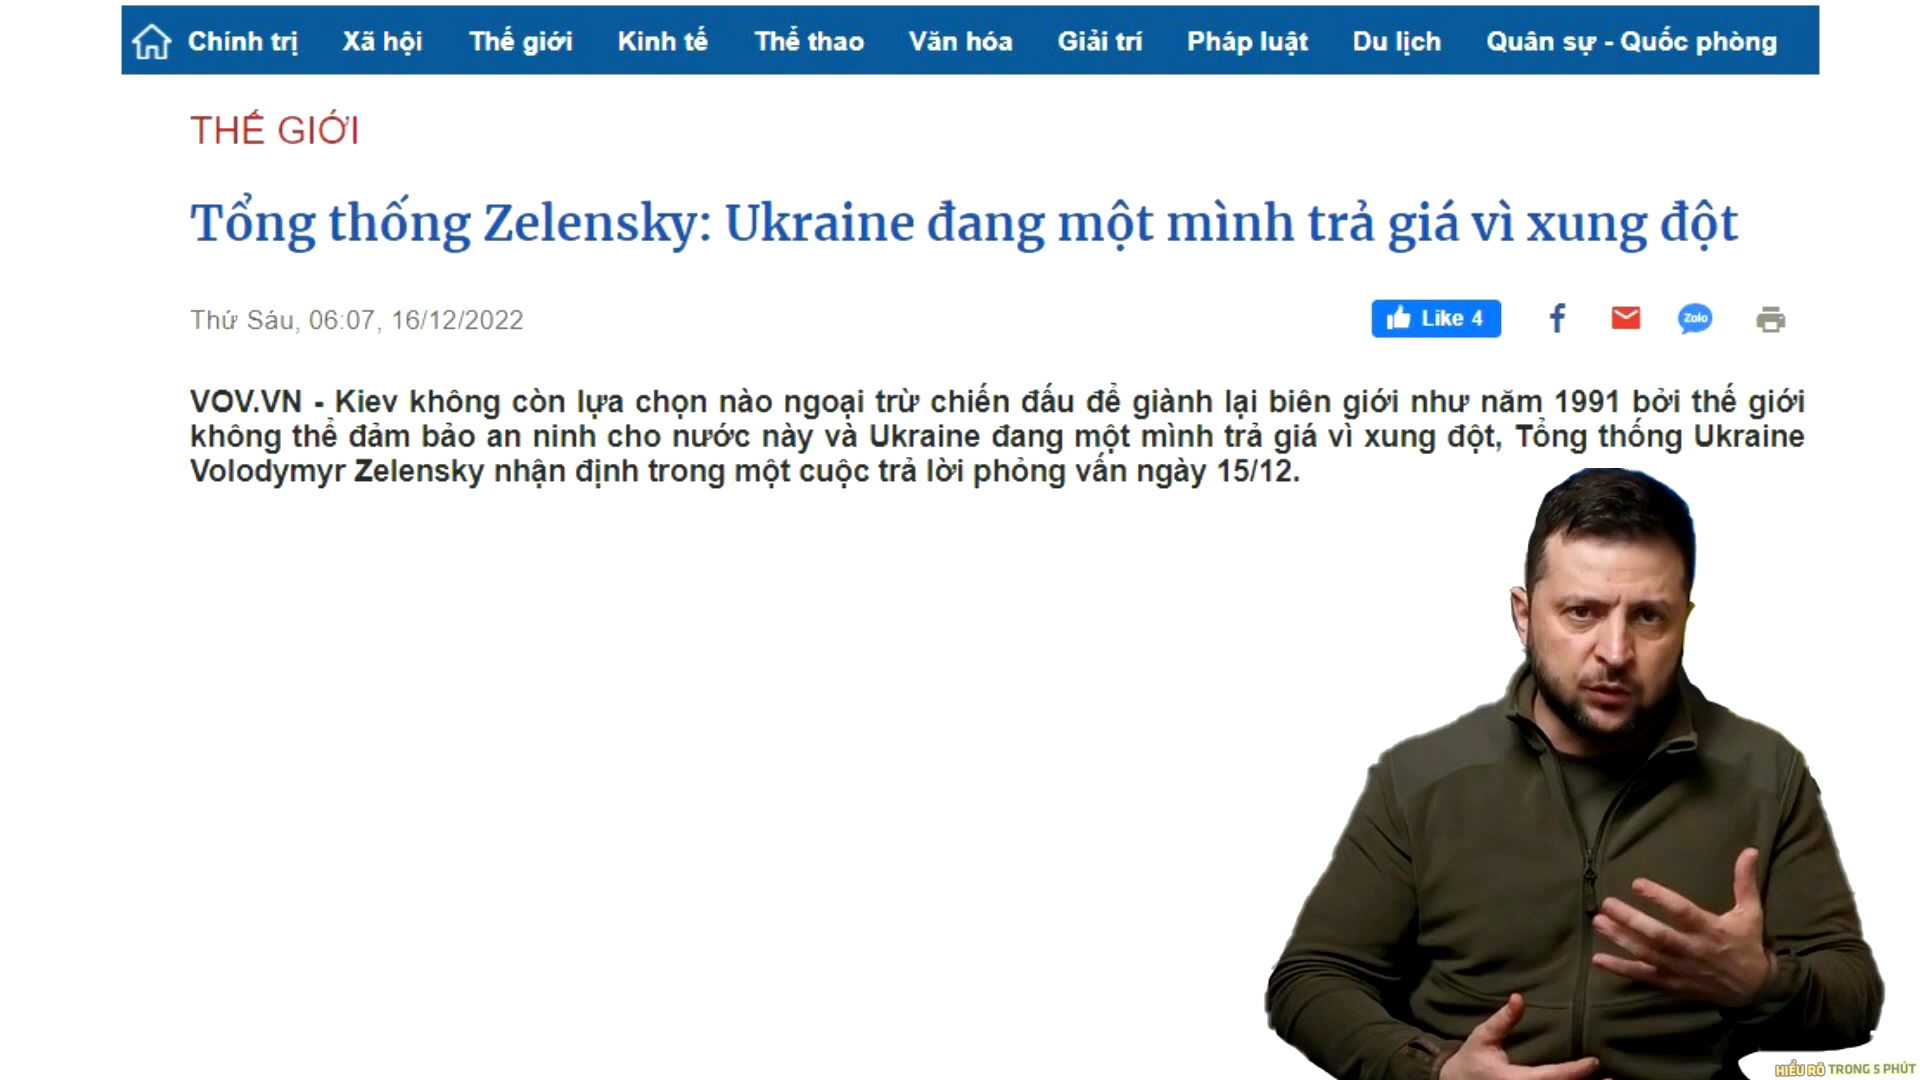 Chính trị Xã hội Thế giới Kinh tế Thể thao Văn hóa Giải trí Pháp luật Du lịch Quân sự - Quốc phòng
THẾ GIỚI
Tổng thống Zelensky: Ukraine đang một mình trả giá vì xung đột
Thứ Sáu, 06:07, 16/12/2022
Like 4
Zalo
VOV.VN - Kiev không còn lựa chọn nào ngoại trừ chiến đấu để giành lại biên giới như năm 1991 bởi thế giới
không thể đảm bảo an ninh cho nước này và Ukraine đang một mình trả giá vì xung đột, Tổng thống Ukraine
Volodymyr Zelensky nhận định trong một cuộc trả lời phỏng vấn ngày 15/12.
HIỂU RÕ TRONG 5 PHÚT